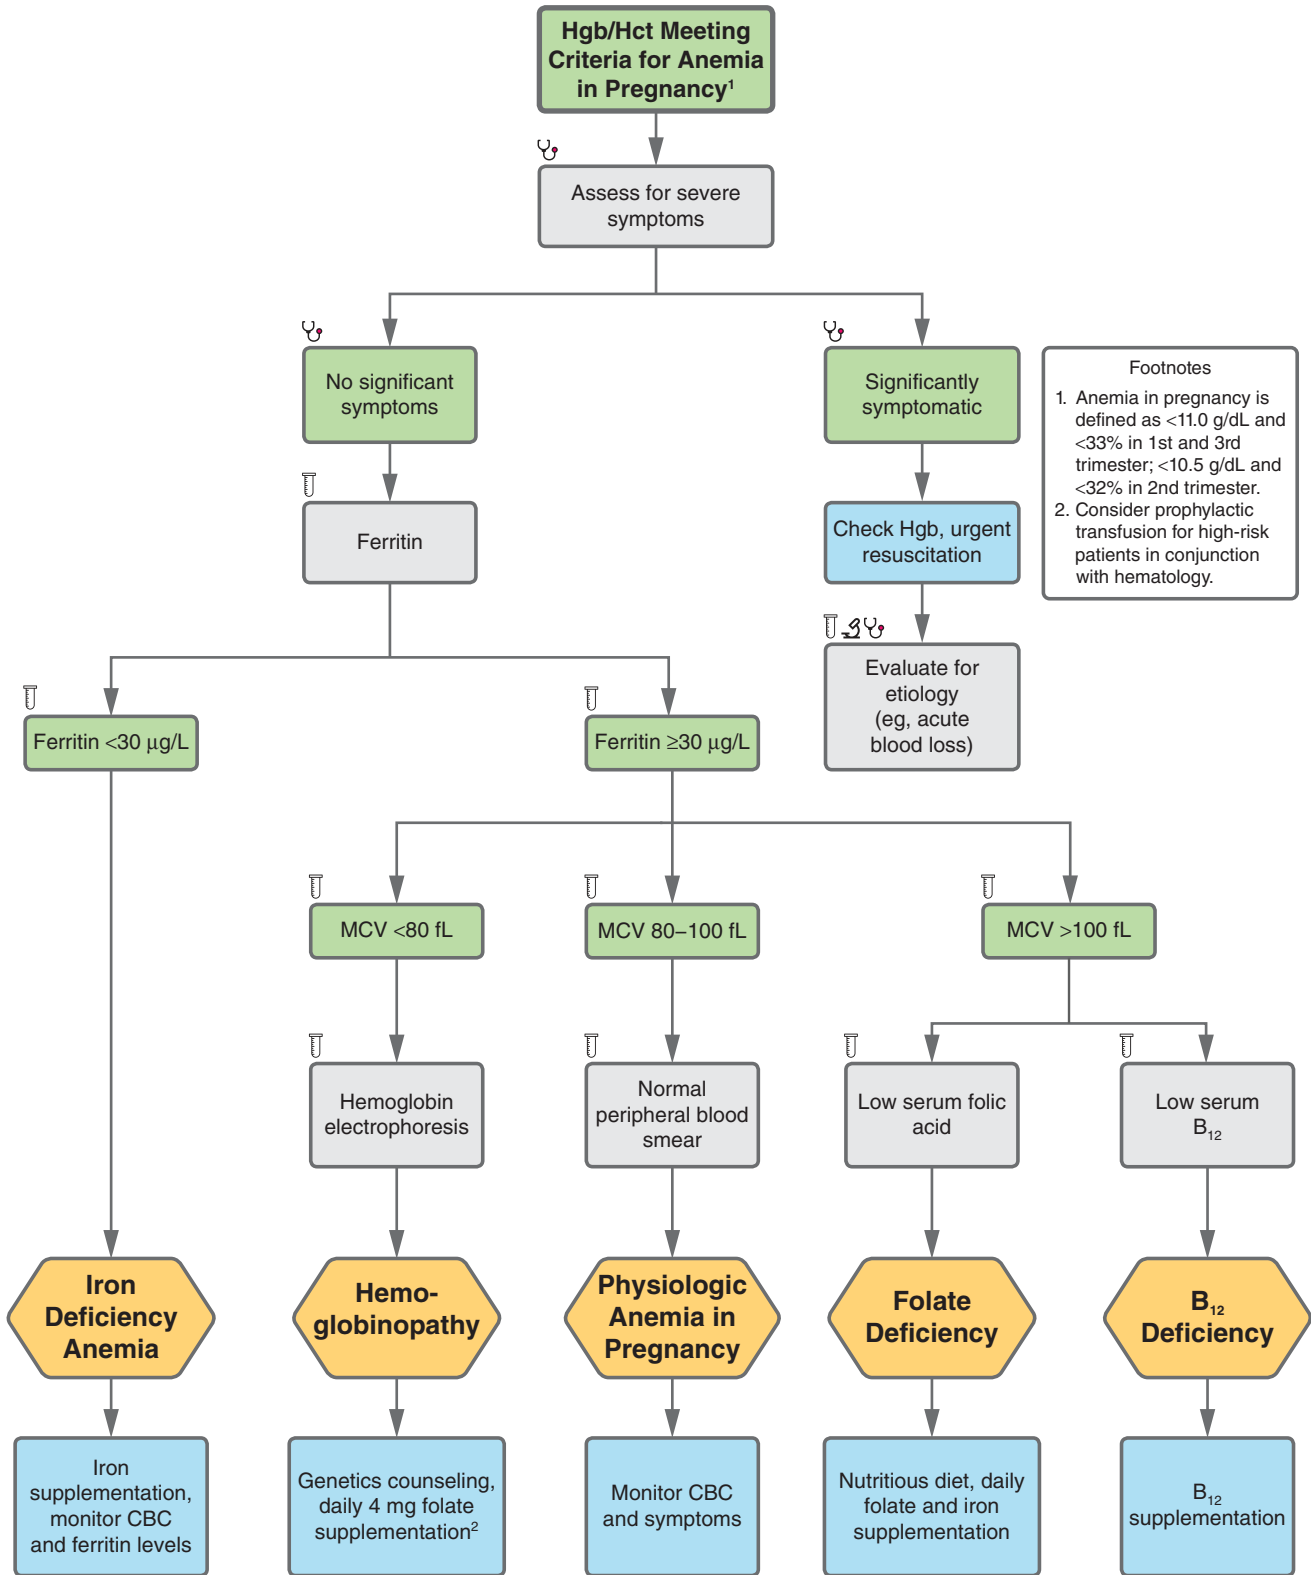 Hgb/Hct Meeting
Criteria for Anemia
in Pregnancy¹
Assess for severe
symptoms
No significant
symptoms
Significantly
symptomatic
Footnotes
1. Anemia in pregnancy is
defined as <11.0 g/dL and
<33% in 1st and 3rd
trimester; <10.5 g/dL and
<32% in 2nd trimester.
2. Consider prophylactic
transfusion for high-risk
patients in conjunction
with hematology.
Ferritin
Check Hgb, urgent
resuscitation
Evaluate for
etiology
(eg, acute
blood loss)
Ferritin <30 µg/L
Ferritin ≥30 µg/L
MCV <80 fL
MCV 80–100 fL
MCV >100 fL
Hemoglobin
electrophoresis
Normal
peripheral blood
smear
Low serum folic
acid
Low serum
B₁₂
Iron
Deficiency
Anemia
Hemo-
globinopathy
Physiologic
Anemia in
Pregnancy
Folate
Deficiency
B₁₂
Deficiency
Iron
supplementation,
monitor CBC
and ferritin levels
Genetics counseling,
daily 4 mg folate
supplementation²
Monitor CBC
and symptoms
Nutritious diet, daily
folate and iron
supplementation
B₁₂
supplementation